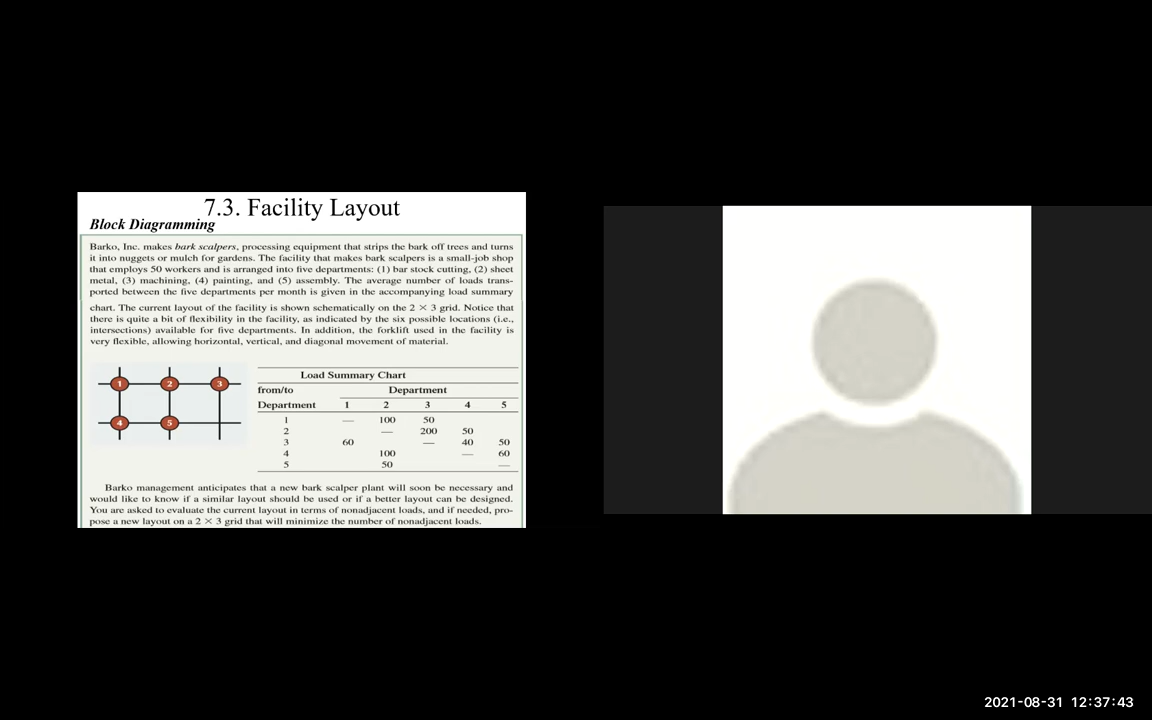 7.3. Facility Layout
Block Diagramming
Barko, Inc. makes bark scalpers, processing equipment that strips the bark off trees and turns
it into nuggets or mulch for gardens. The facility that makes bark scalpers is a small-job shop
that employs 50 workers and is arranged into five departments: (1) bar stock cutting, (2) sheet
metal, (3) machining, (4) painting, and (5) assembly. The average number of loads trans-
ported between the five departments per month is given in the accompanying load summary
chart. The current layout of the facility is shown schematically on the 2 × 3 grid. Notice that
there is quite a bit of flexibility in the facility, as indicated by the six possible locations (i.e.,
intersections) available for five departments. In addition, the forklift used in the facility is
very flexible, allowing horizontal, vertical, and diagonal movement of material.
1 2 3
4 5
Load Summary Chart
from/to Department
Department 1 2 3 4 5
1 — 100 50
2 — 200 50
3 60 — 40 50
4 100 — 60
5 50 —
Barko management anticipates that a new bark scalper plant will soon be necessary and
would like to know if a similar layout should be used or if a better layout can be designed.
You are asked to evaluate the current layout in terms of nonadjacent loads, and if needed, pro-
pose a new layout on a 2 × 3 grid that will minimize the number of nonadjacent loads.
2021-08-31 12:37:43